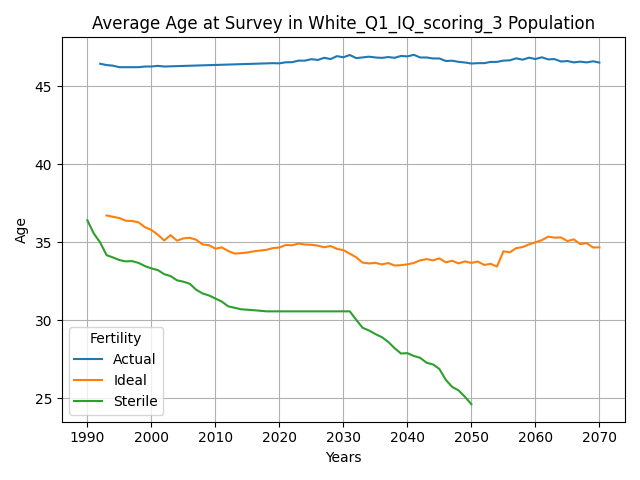 Average Age at Survey in White_Q1_IQ_scoring_3 Population
45
40
35
30
25
Age
Fertility
Actual
Ideal
Sterile
1990 2000 2010 2020 2030 2040 2050 2060 2070
Years